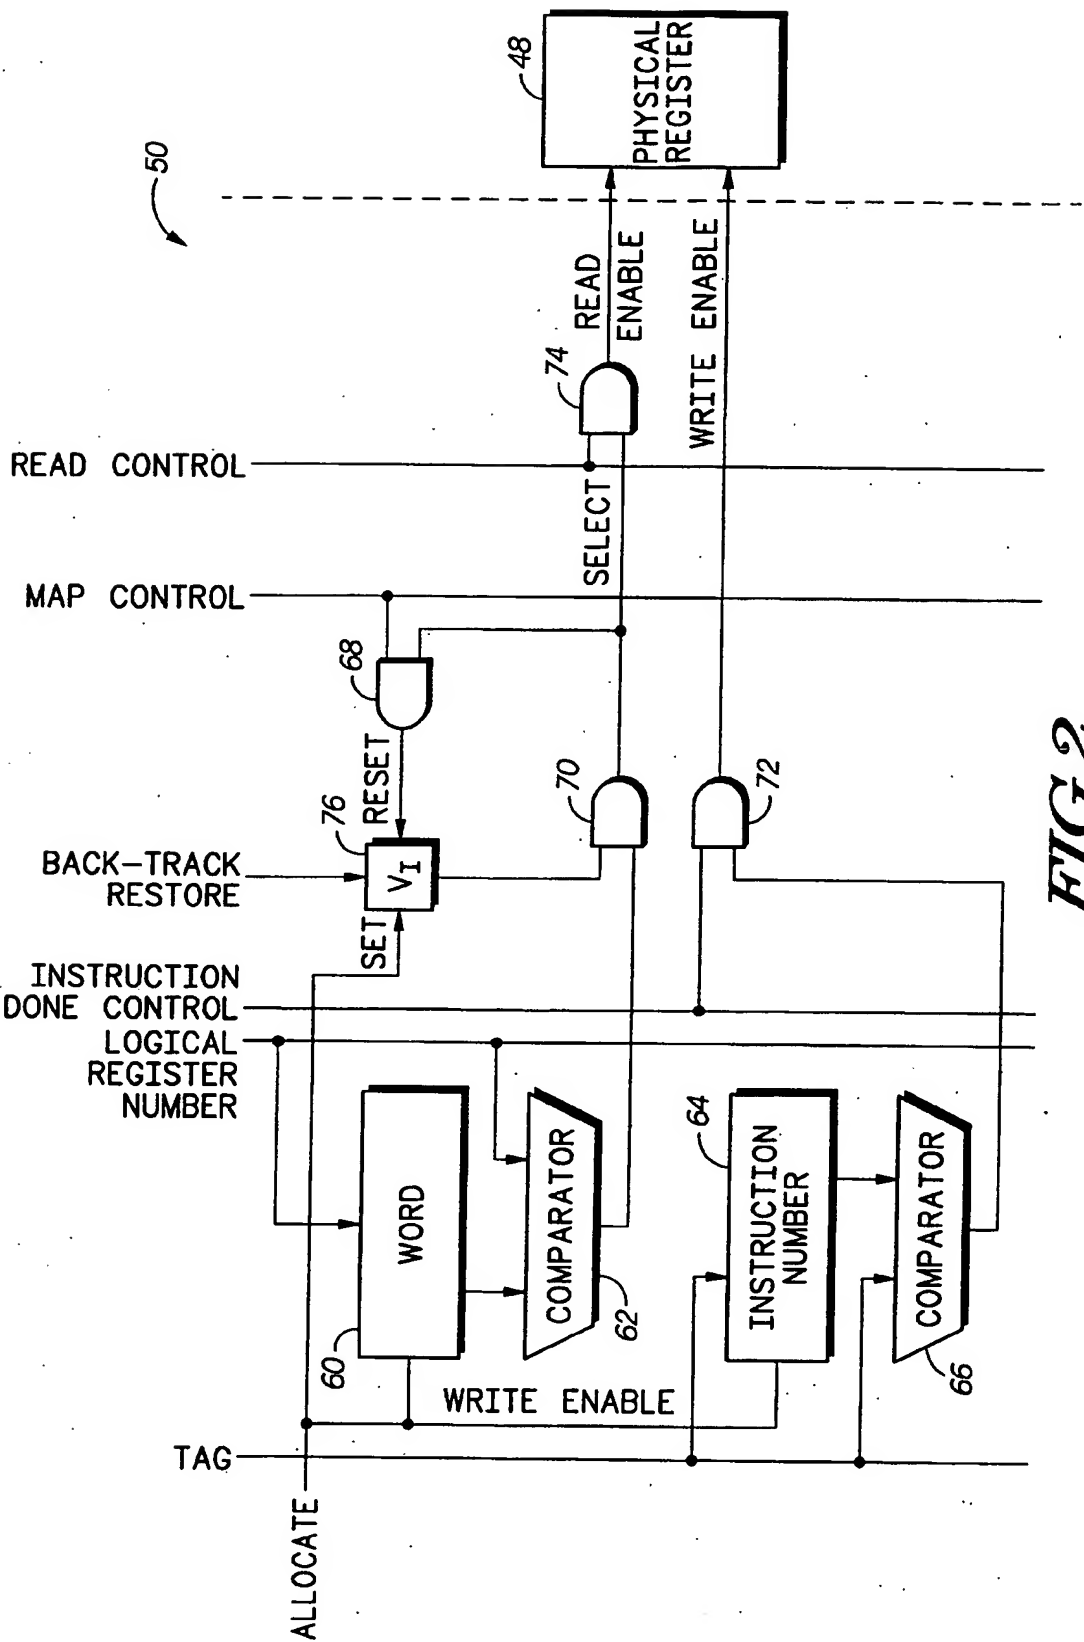 50
48
PHYSICAL
REGISTER
READ
ENABLE
WRITE ENABLE
74
READ CONTROL
SELECT
MAP CONTROL
68
RESET
70
72
76
V_I
BACK-TRACK
RESTORE
SET
INSTRUCTION
DONE CONTROL
LOGICAL
REGISTER
NUMBER
WORD
60
COMPARATOR
62
64
INSTRUCTION
NUMBER
COMPARATOR
66
WRITE ENABLE
TAG
ALLOCATE
FIG.2